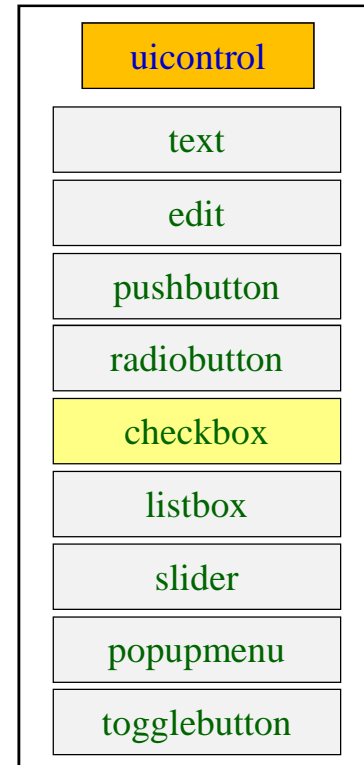 uicontrol
text
edit
pushbutton
radiobutton
checkbox
listbox
slider
popupmenu
togglebutton